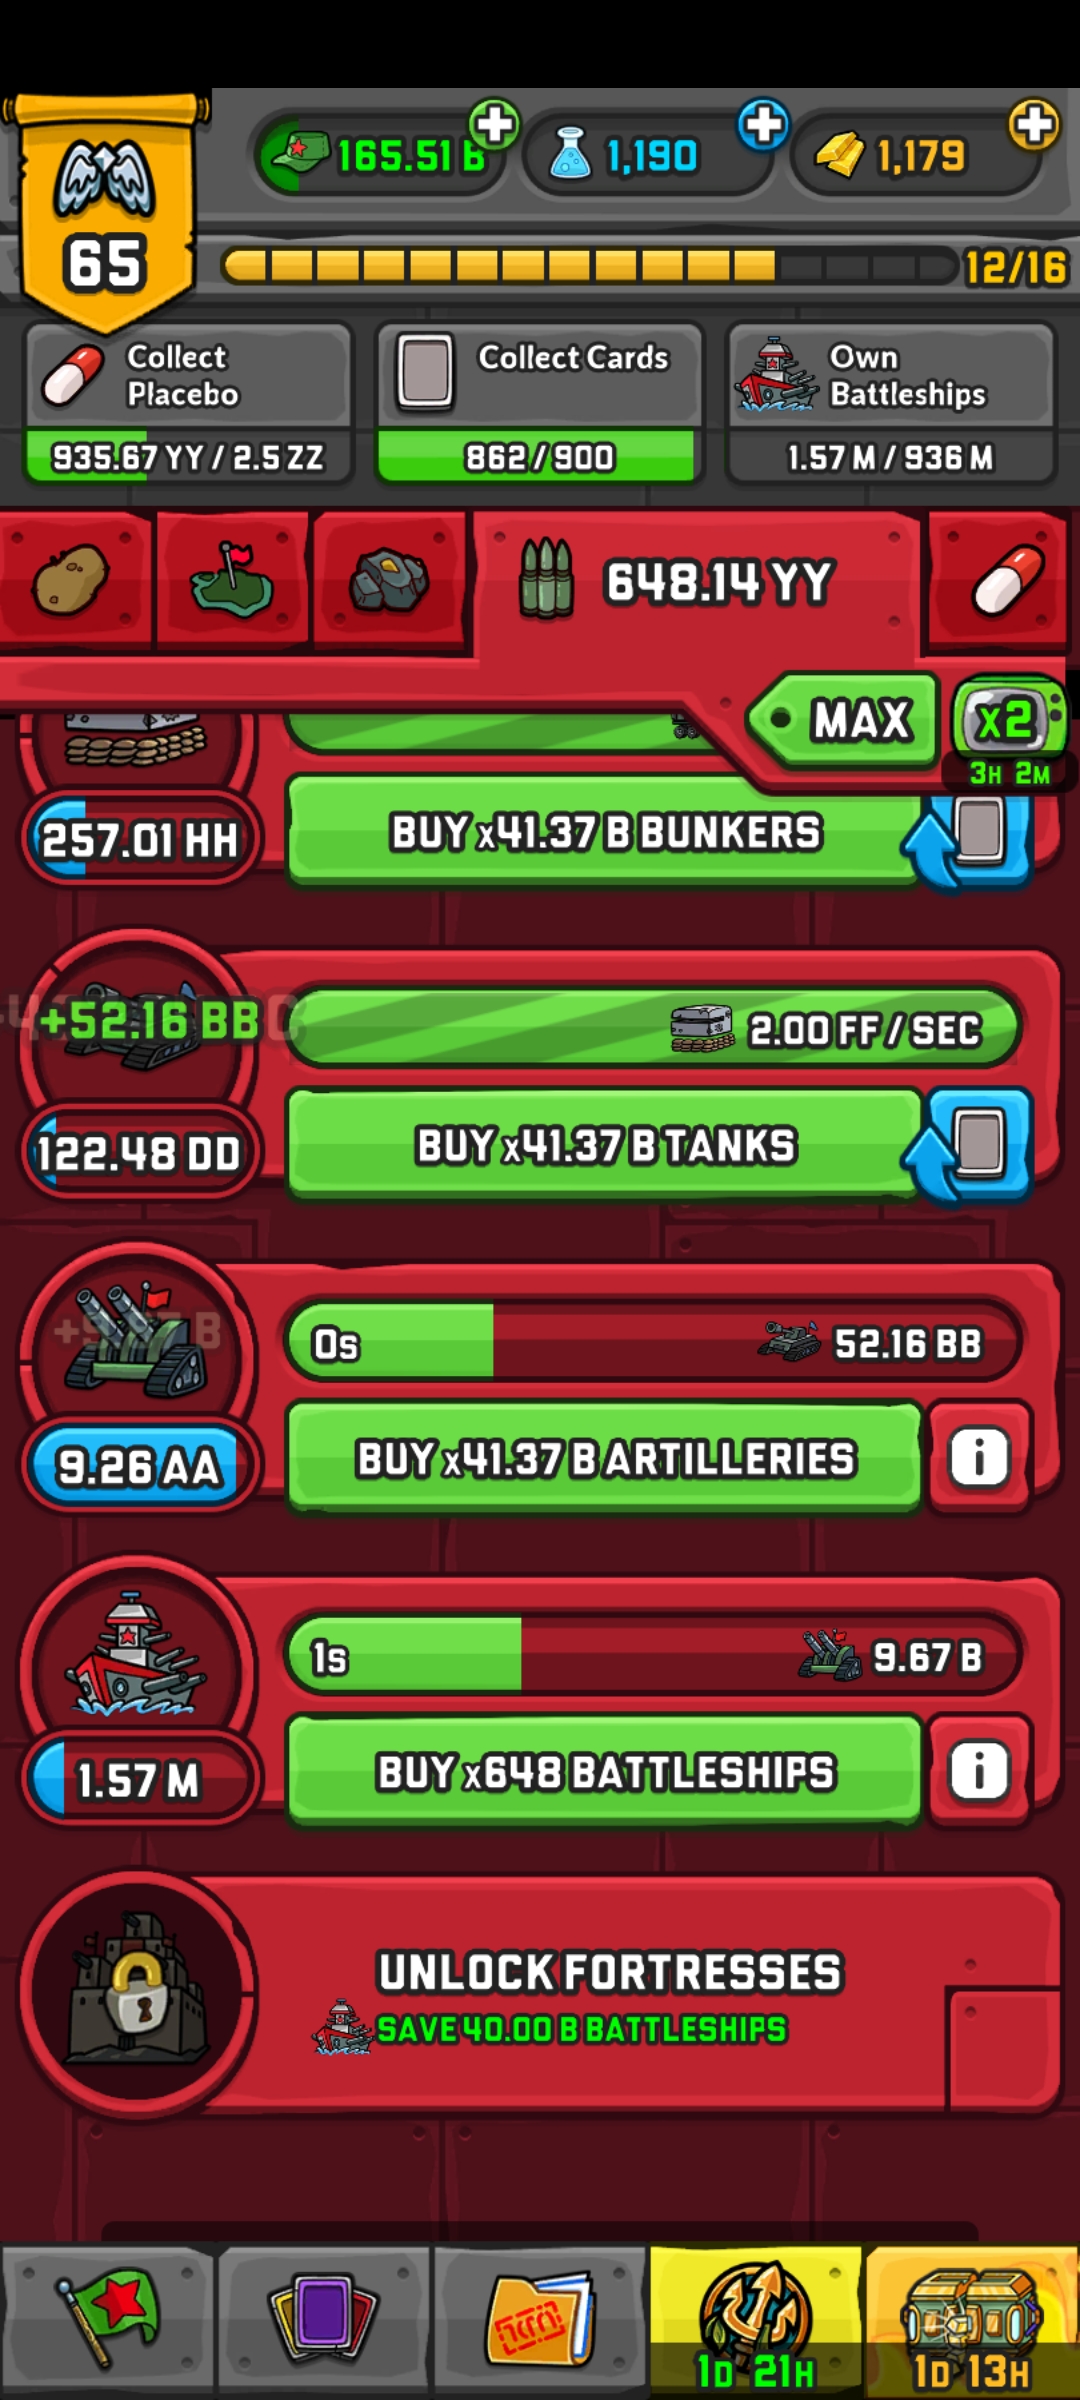 165.51 B
1,190
1,179
65
12/16
Collect
Placebo
Collect Cards
Own
Battleships
935.67 YY / 2.5 ZZ
862/900
1.57 M / 936 M
648.14 YY
MAX
x2
3H 2M
257.01 HH
BUY x41.37 B BUNKERS
+52.16 BB
2.00 FF / SEC
122.48 DD
BUY x41.37 B TANKS
0s
52.16 BB
9.26 AA
BUY x41.37 B ARTILLERIES
1s
9.67 B
1.57 M
BUY x648 BATTLESHIPS
UNLOCK FORTRESSES
SAVE 40.00 B BATTLESHIPS
1D 21H
1D 13H